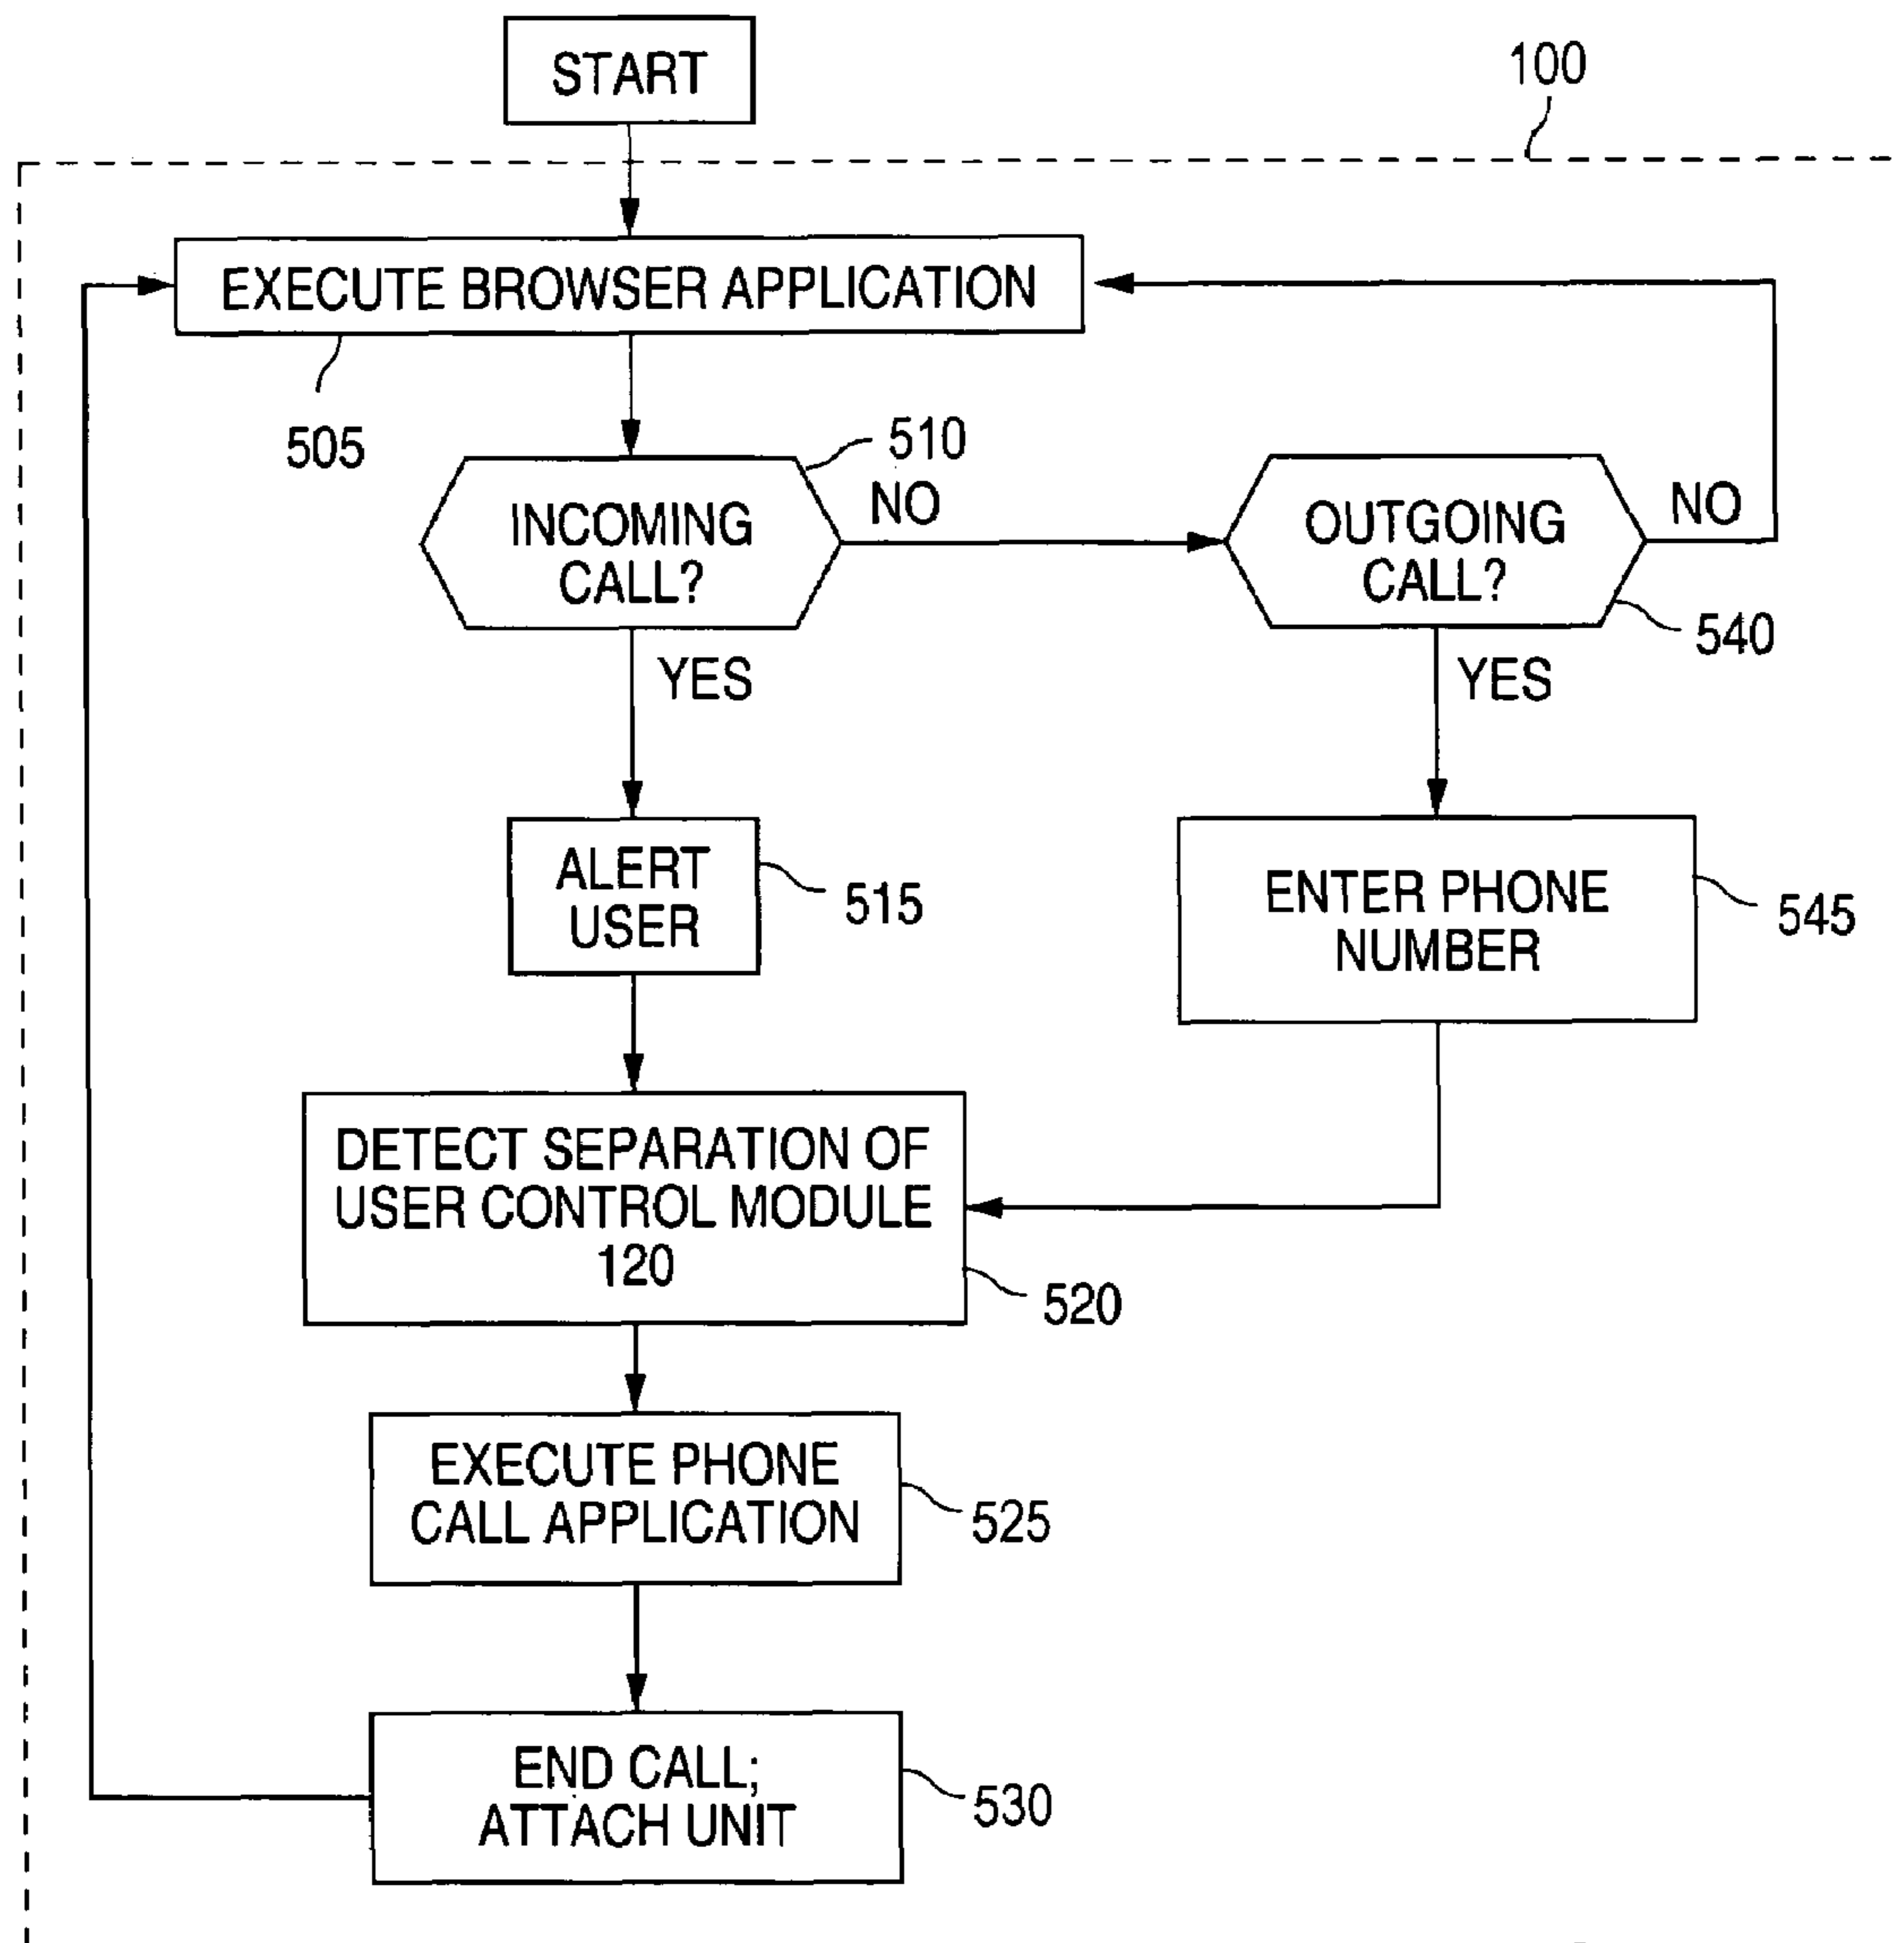 START
100
EXECUTE BROWSER APPLICATION
505
510
INCOMING
CALL?
NO
OUTGOING
CALL?
NO
540
YES
YES
ALERT
USER
515
ENTER PHONE
NUMBER
545
DETECT SEPARATION OF
USER CONTROL MODULE
120
520
EXECUTE PHONE
CALL APPLICATION
525
END CALL;
ATTACH UNIT
530